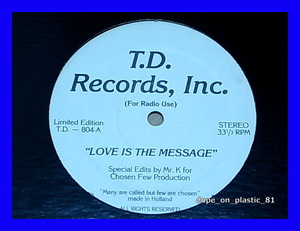 T.D.
Records, Inc.
(For Radio Use)
Limited Edition
T.D. — 804-A
STEREO
33⅓ RPM
"LOVE IS THE MESSAGE"
Special Edits by Mr. K for
Chosen Few Production
"Many are called but few are chosen"
made in Holland
ALL RIGHTS RESERVED
dope_on_plastic_81